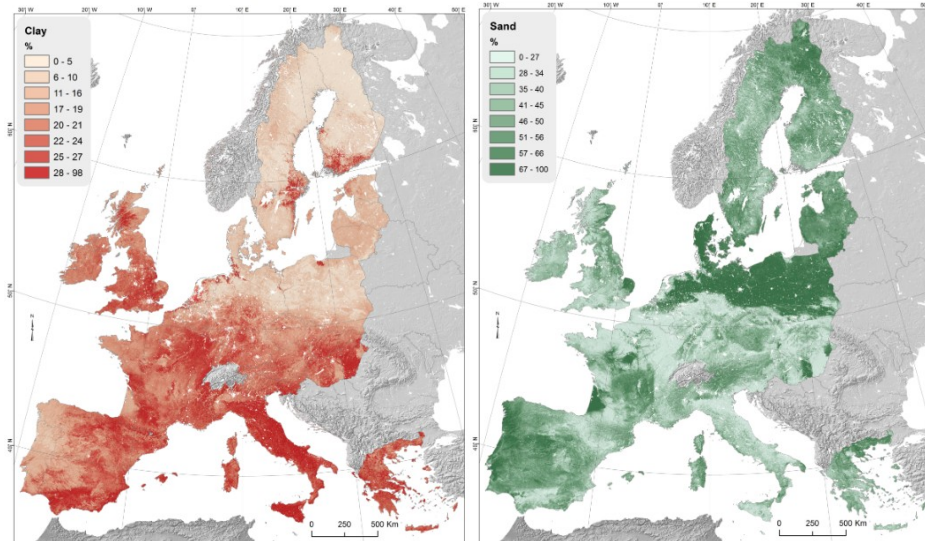 30° W 20° W 10° W 0° 10° E 20° E 30° E 40° E
Clay
%
0 - 5
6 - 10
11 - 16
17 - 19
20 - 21
22 - 24
25 - 27
28 - 98
50° N
40° N
0 250 500 Km
30° W 20° W 10° W 0° 10° E 20° E 30° E 40° E
Sand
%
0 - 27
28 - 34
35 - 40
41 - 45
46 - 50
51 - 56
57 - 66
67 - 100
50° N
40° N
0 250 500 Km